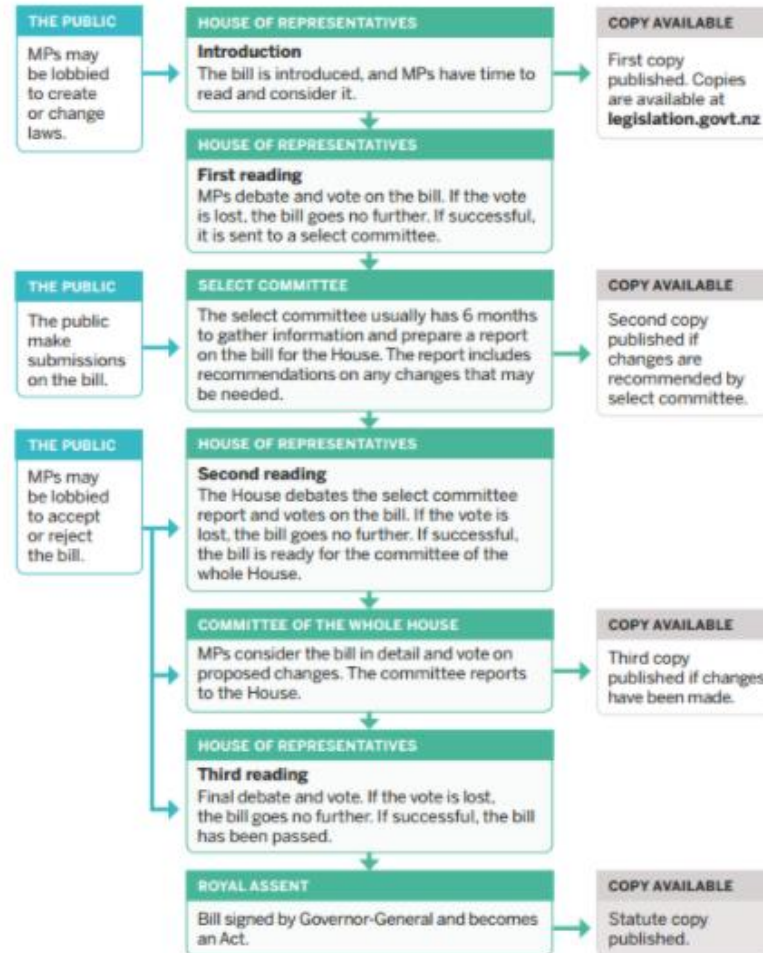 THE PUBLIC
MPs may
be lobbied
to create
or change
laws.
HOUSE OF REPRESENTATIVES
Introduction
The bill is introduced, and MPs have time to
read and consider it.
COPY AVAILABLE
First copy
published. Copies
are available at
legislation.govt.nz
HOUSE OF REPRESENTATIVES
First reading
MPs debate and vote on the bill. If the vote
is lost, the bill goes no further. If successful,
it is sent to a select committee.
THE PUBLIC
The public
make
submissions
on the bill.
SELECT COMMITTEE
The select committee usually has 6 months
to gather information and prepare a report
on the bill for the House. The report includes
recommendations on any changes that may
be needed.
COPY AVAILABLE
Second copy
published if
changes are
recommended by
select committee.
THE PUBLIC
MPs may
be lobbied
to accept
or reject
the bill.
HOUSE OF REPRESENTATIVES
Second reading
The House debates the select committee
report and votes on the bill. If the vote is
lost, the bill goes no further. If successful,
the bill is ready for the committee of the
whole House.
COMMITTEE OF THE WHOLE HOUSE
MPs consider the bill in detail and vote on
proposed changes. The committee reports
to the House.
COPY AVAILABLE
Third copy
published if changes
have been made.
HOUSE OF REPRESENTATIVES
Third reading
Final debate and vote. If the vote is lost,
the bill goes no further. If successful, the bill
has been passed.
ROYAL ASSENT
Bill signed by Governor-General and becomes
an Act.
COPY AVAILABLE
Statute copy
published.